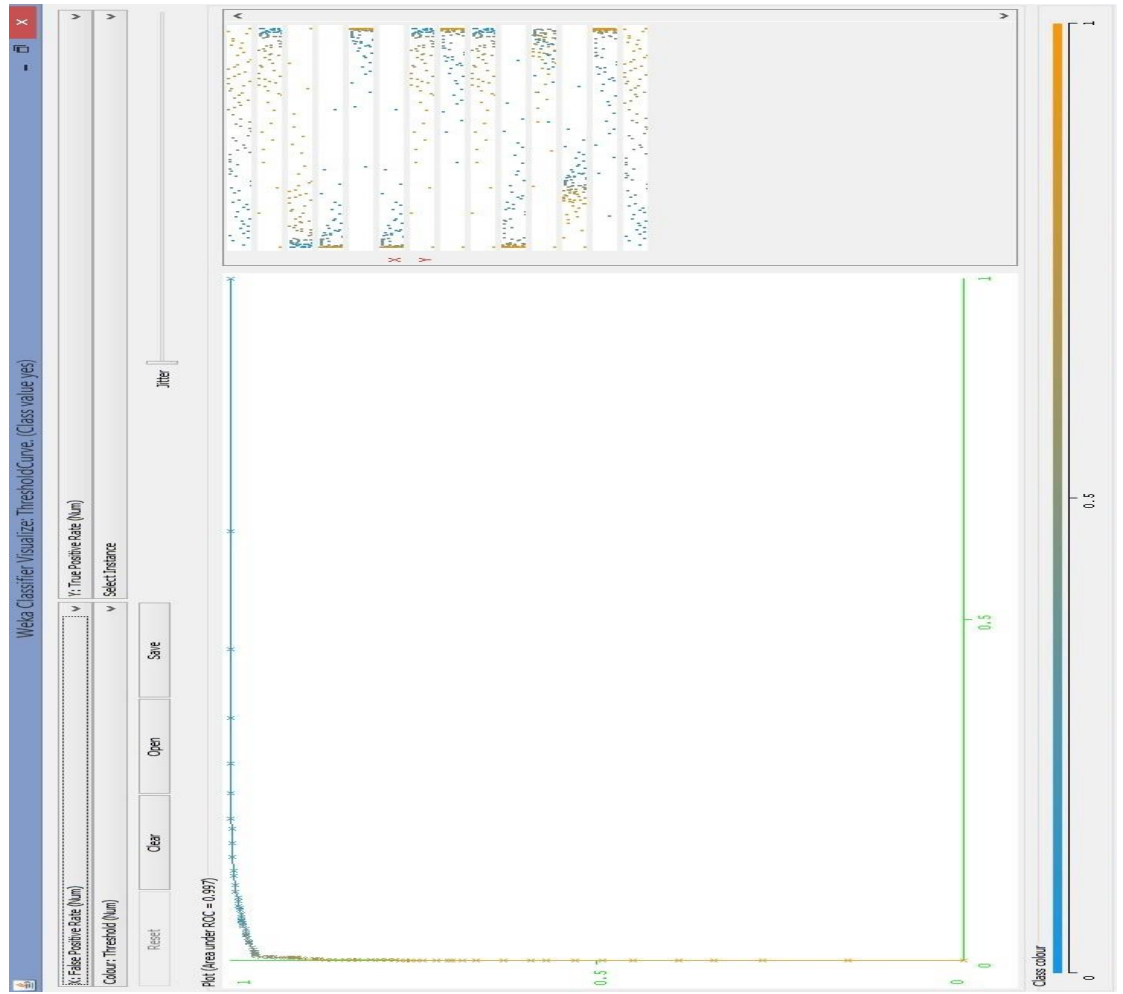 Weka Classifier Visualize: ThresholdCurve. (Class value yes)
X: False Positive Rate (Num)
Y: True Positive Rate (Num)
Colour: Threshold (Num)
Select Instance
Reset
Clear
Open
Save
Jitter
Plot (Area under ROC = 0.997)
1
0.5
0
0
0.5
1
X
Y
Class colour
0
0.5
1